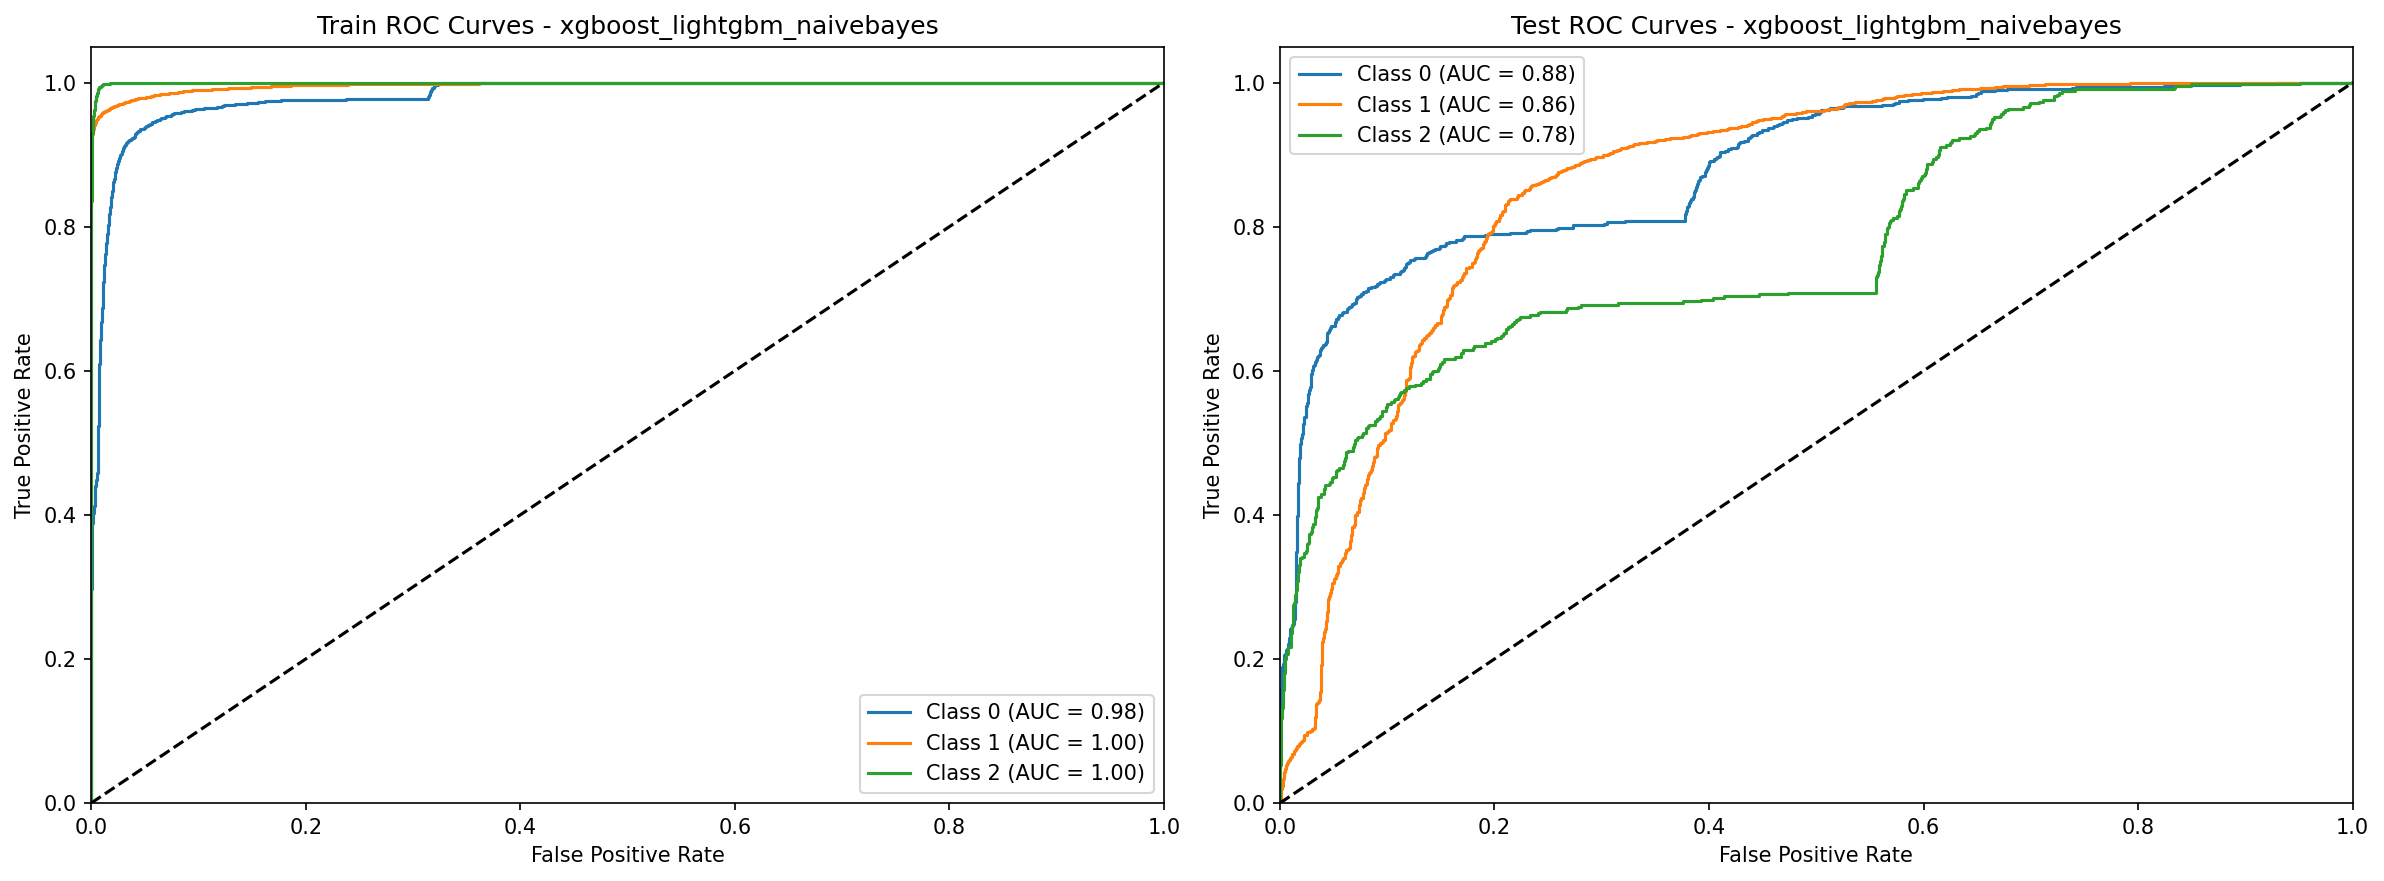 Train ROC Curves - xgboost_lightgbm_naivebayes
True Positive Rate
1.0
0.8
0.6
0.4
0.2
0.0
Class 0 (AUC = 0.98)
Class 1 (AUC = 1.00)
Class 2 (AUC = 1.00)
0.0 0.2 0.4 0.6 0.8 1.0
False Positive Rate
Test ROC Curves - xgboost_lightgbm_naivebayes
True Positive Rate
1.0
0.8
0.6
0.4
0.2
0.0
Class 0 (AUC = 0.88)
Class 1 (AUC = 0.86)
Class 2 (AUC = 0.78)
0.0 0.2 0.4 0.6 0.8 1.0
False Positive Rate